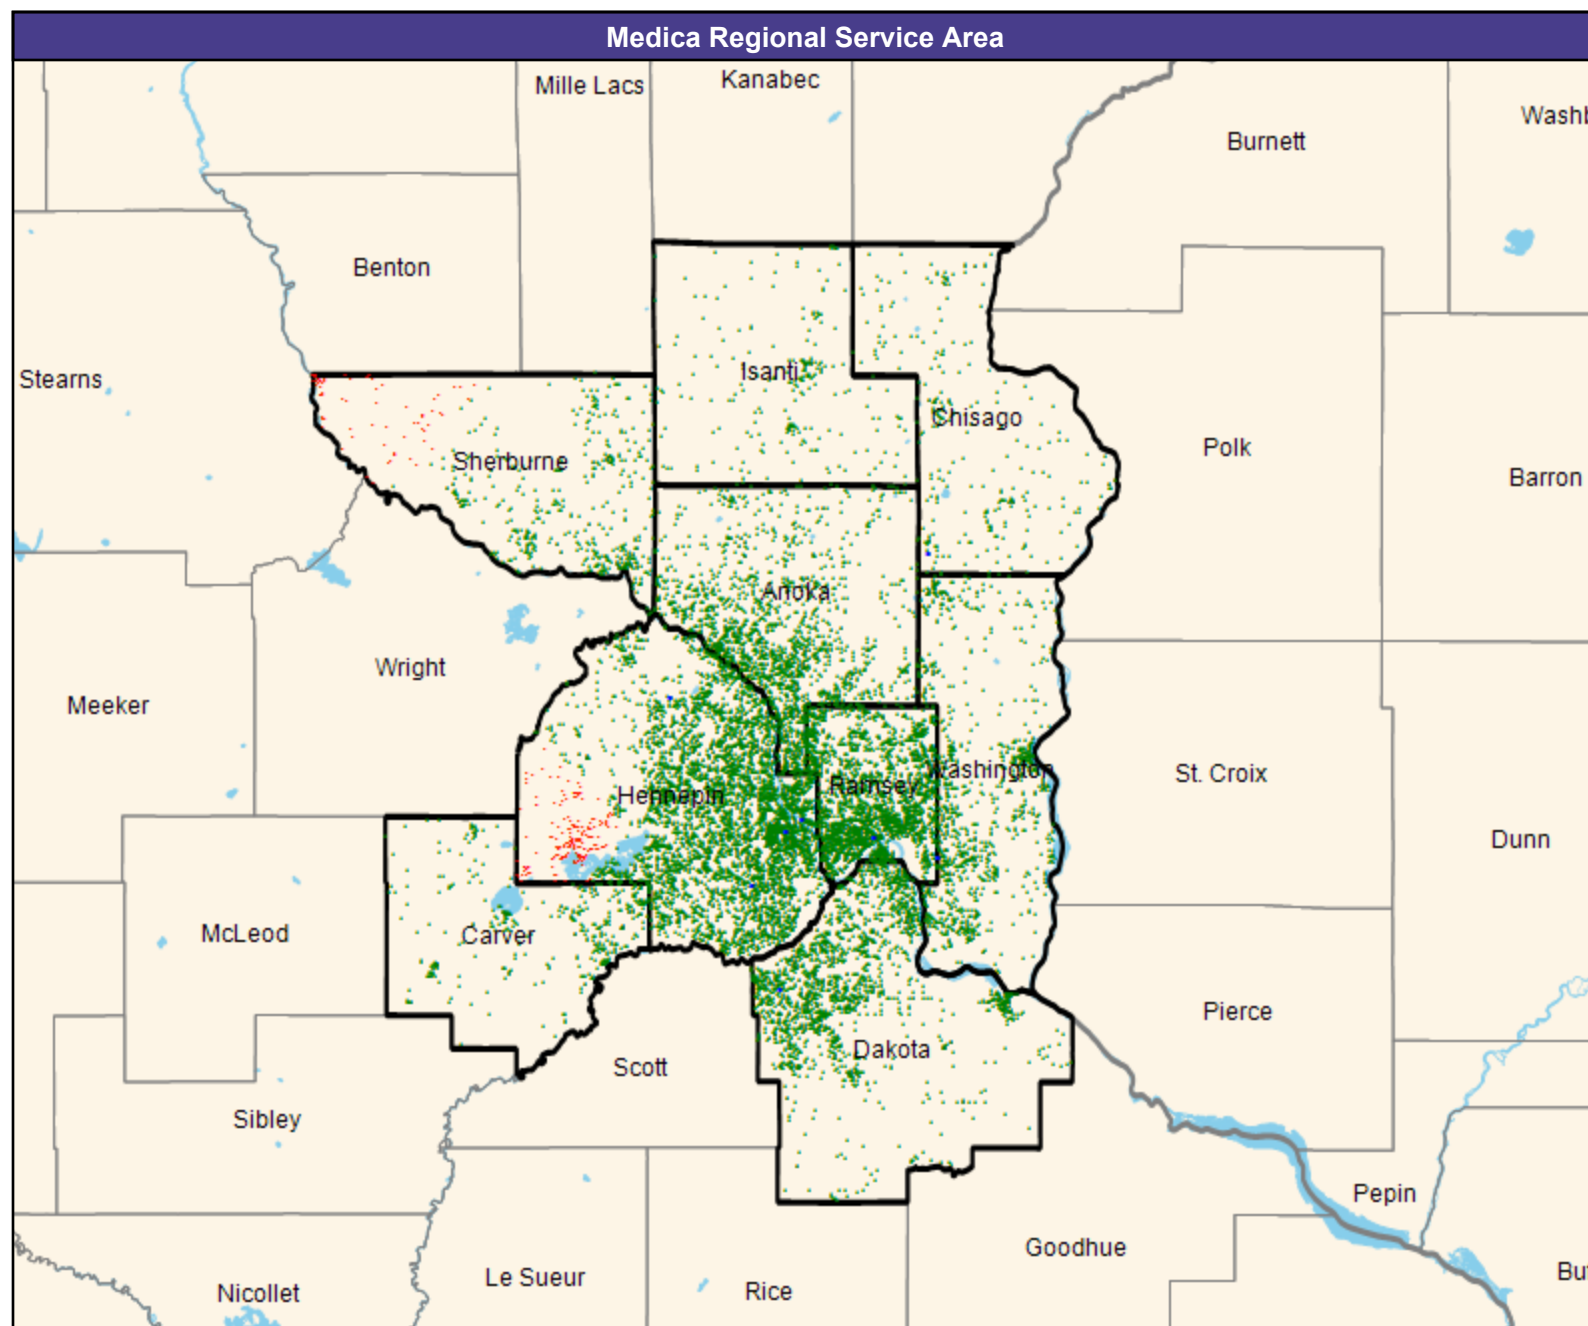 Medica Regional Service Area
Mille Lacs
Kanabec
Washb
Burnett
Benton
Stearns
Isanti
Chisago
Polk
Sherburne
Barron
Anoka
Wright
Meeker
Washington
St. Croix
Hennepin
Ramsey
Dunn
McLeod
Carver
Pierce
Dakota
Scott
Sibley
Pepin
Goodhue
Bu
Le Sueur
Rice
Nicollet